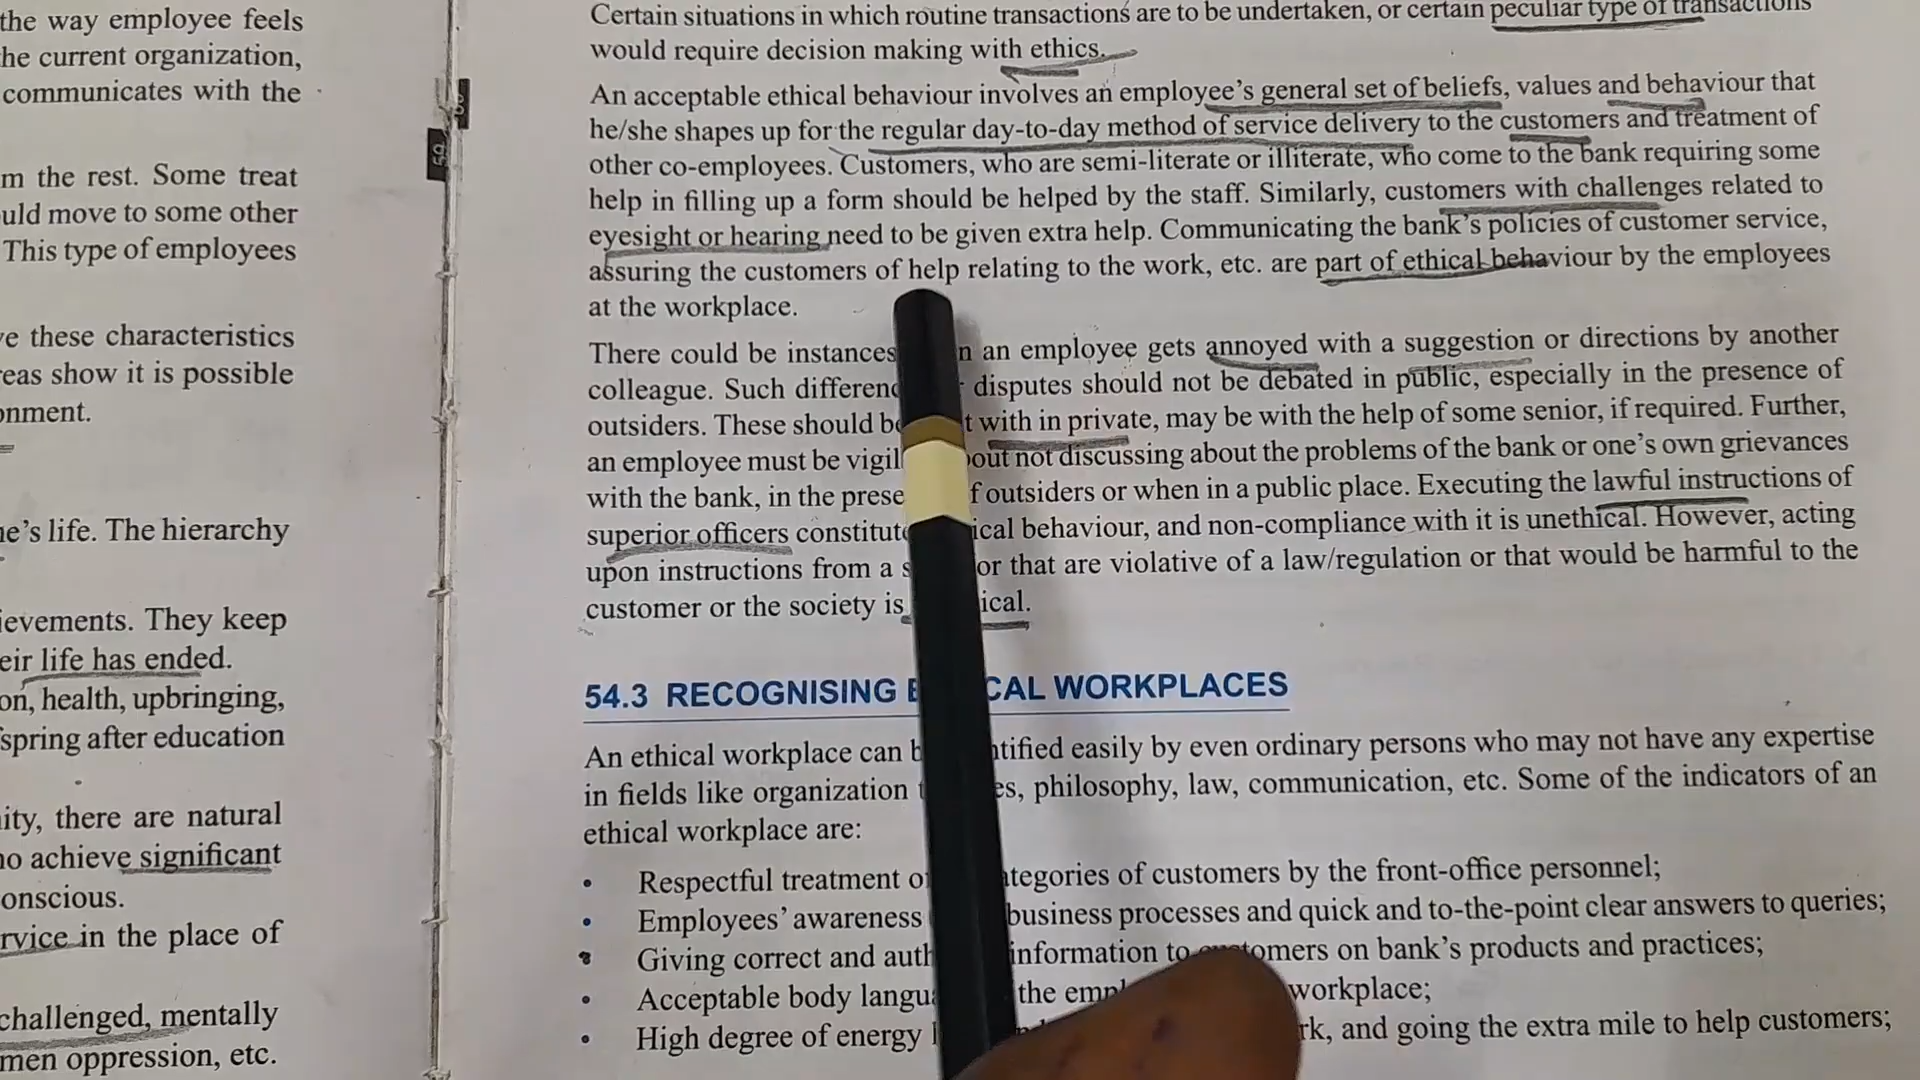 the way employee feels
the current organization,
communicates with the
m the rest. Some treat
uld move to some other
This type of employees
e these characteristics
eas show it is possible
onment.
e's life. The hierarchy
ievements. They keep
eir life has ended.
on, health, upbringing,
spring after education
ity, there are natural
o achieve significant
onscious.
rvice in the place of
challenged, mentally
men oppression, etc.
Certain situations in which routine transactions are to be undertaken, or certain peculiar type of transactions
would require decision making with ethics.
An acceptable ethical behaviour involves an employee's general set of beliefs, values and behaviour that
he/she shapes up for the regular day-to-day method of service delivery to the customers and treatment of
other co-employees. Customers, who are semi-literate or illiterate, who come to the bank requiring some
help in filling up a form should be helped by the staff. Similarly, customers with challenges related to
eyesight or hearing need to be given extra help. Communicating the bank's policies of customer service,
assuring the customers of help relating to the work, etc. are part of ethical behaviour by the employees
at the workplace.
There could be instances n an employee gets annoyed with a suggestion or directions by another
colleague. Such differenc disputes should not be debated in public, especially in the presence of
outsiders. These should be t with in private, may be with the help of some senior, if required. Further,
an employee must be vigil out not discussing about the problems of the bank or one's own grievances
with the bank, in the prese f outsiders or when in a public place. Executing the lawful instructions of
superior officers constitute ical behaviour, and non-compliance with it is unethical. However, acting
upon instructions from a s or that are violative of a law/regulation or that would be harmful to the
customer or the society is ical.
54.3 RECOGNISING E CAL WORKPLACES
An ethical workplace can b ntified easily by even ordinary persons who may not have any expertise
in fields like organization t es, philosophy, law, communication, etc. Some of the indicators of an
ethical workplace are:
• Respectful treatment o ategories of customers by the front-office personnel;
• Employees' awareness business processes and quick and to-the-point clear answers to queries;
• Giving correct and auth information to customers on bank's products and practices;
• Acceptable body langua the empl workplace;
• High degree of energy rk, and going the extra mile to help customers;